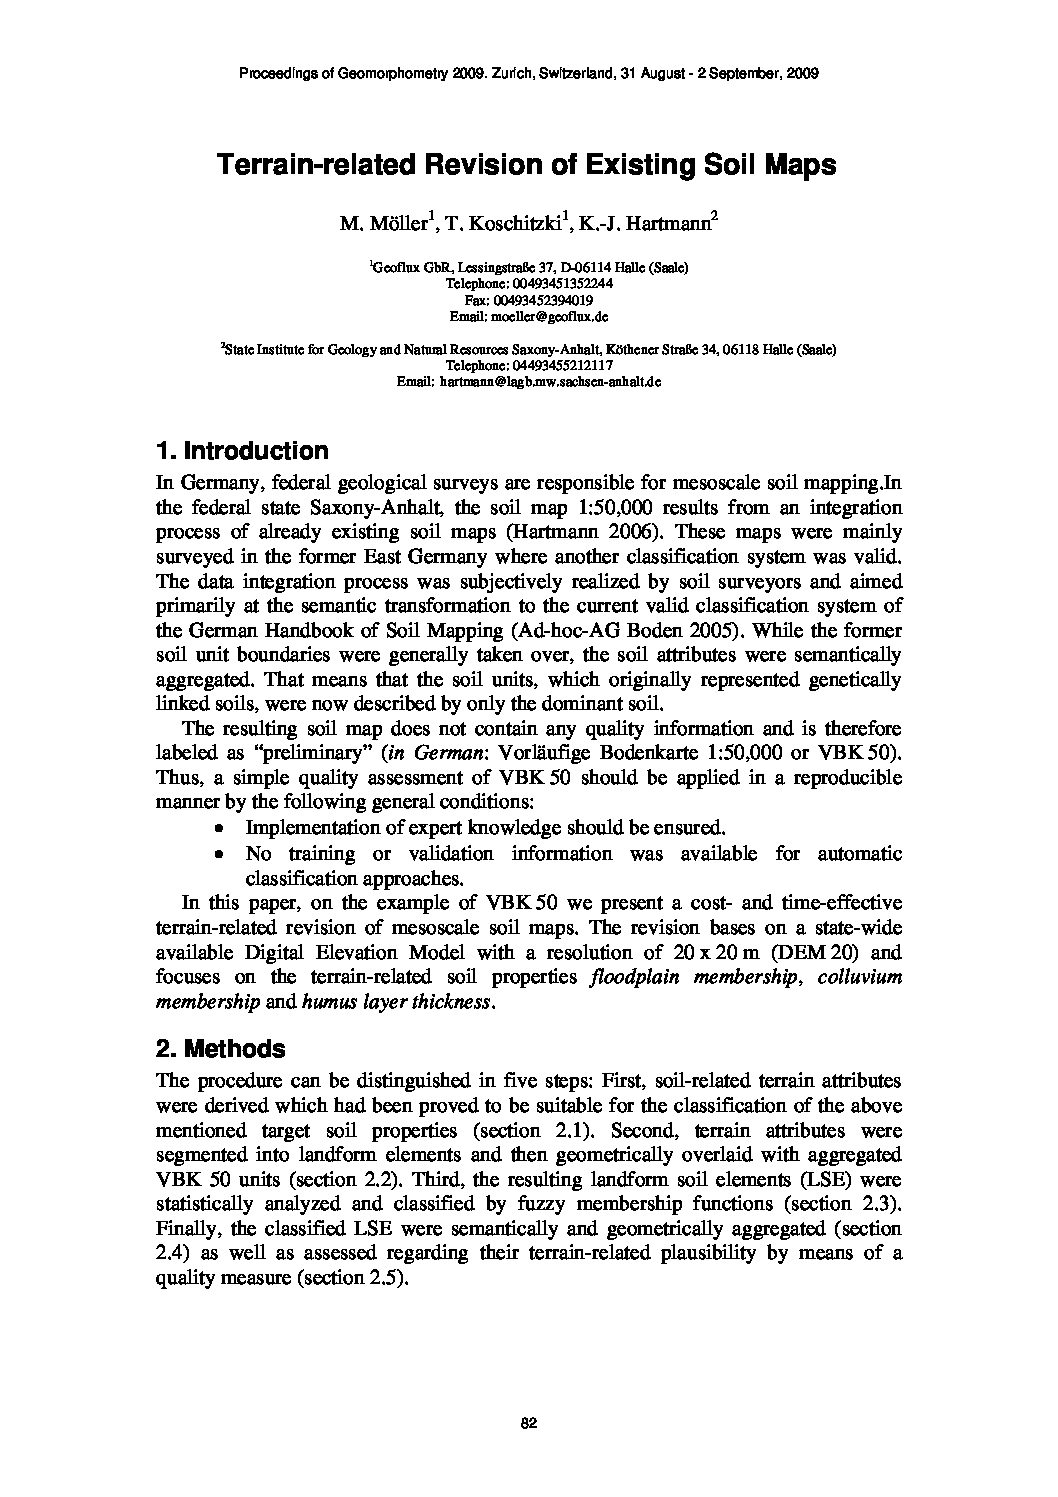 Proceedings of Geomorphometry 2009. Zurich, Switzerland, 31 August - 2 September, 2009
Terrain-related Revision of Existing Soil Maps
M. Möller1, T. Koschitzki1, K.-J. Hartmann2
1Geoflux GbR, Lessingstraße 37, D-06114 Halle (Saale)
Telephone: 00493451352244
Fax: 00493452394019
Email: moeller@geoflux.de
2State Institute for Geology and Natural Resources Saxony-Anhalt, Köthener Straße 34, 06118 Halle (Saale)
Telephone: 04493455212117
Email: hartmann@lagb.mw.sachsen-anhalt.de
1. Introduction
In Germany, federal geological surveys are responsible for mesoscale soil mapping.In
the federal state Saxony-Anhalt, the soil map 1:50,000 results from an integration
process of already existing soil maps (Hartmann 2006). These maps were mainly
surveyed in the former East Germany where another classification system was valid.
The data integration process was subjectively realized by soil surveyors and aimed
primarily at the semantic transformation to the current valid classification system of
the German Handbook of Soil Mapping (Ad-hoc-AG Boden 2005). While the former
soil unit boundaries were generally taken over, the soil attributes were semantically
aggregated. That means that the soil units, which originally represented genetically
linked soils, were now described by only the dominant soil.
The resulting soil map does not contain any quality information and is therefore
labeled as “preliminary” (in German: Vorläufige Bodenkarte 1:50,000 or VBK 50).
Thus, a simple quality assessment of VBK 50 should be applied in a reproducible
manner by the following general conditions:
• Implementation of expert knowledge should be ensured.
• No training or validation information was available for automatic
classification approaches.
In this paper, on the example of VBK 50 we present a cost- and time-effective
terrain-related revision of mesoscale soil maps. The revision bases on a state-wide
available Digital Elevation Model with a resolution of 20 x 20 m (DEM 20) and
focuses on the terrain-related soil properties floodplain membership, colluvium
membership and humus layer thickness.
2. Methods
The procedure can be distinguished in five steps: First, soil-related terrain attributes
were derived which had been proved to be suitable for the classification of the above
mentioned target soil properties (section 2.1). Second, terrain attributes were
segmented into landform elements and then geometrically overlaid with aggregated
VBK 50 units (section 2.2). Third, the resulting landform soil elements (LSE) were
statistically analyzed and classified by fuzzy membership functions (section 2.3).
Finally, the classified LSE were semantically and geometrically aggregated (section
2.4) as well as assessed regarding their terrain-related plausibility by means of a
quality measure (section 2.5).
82